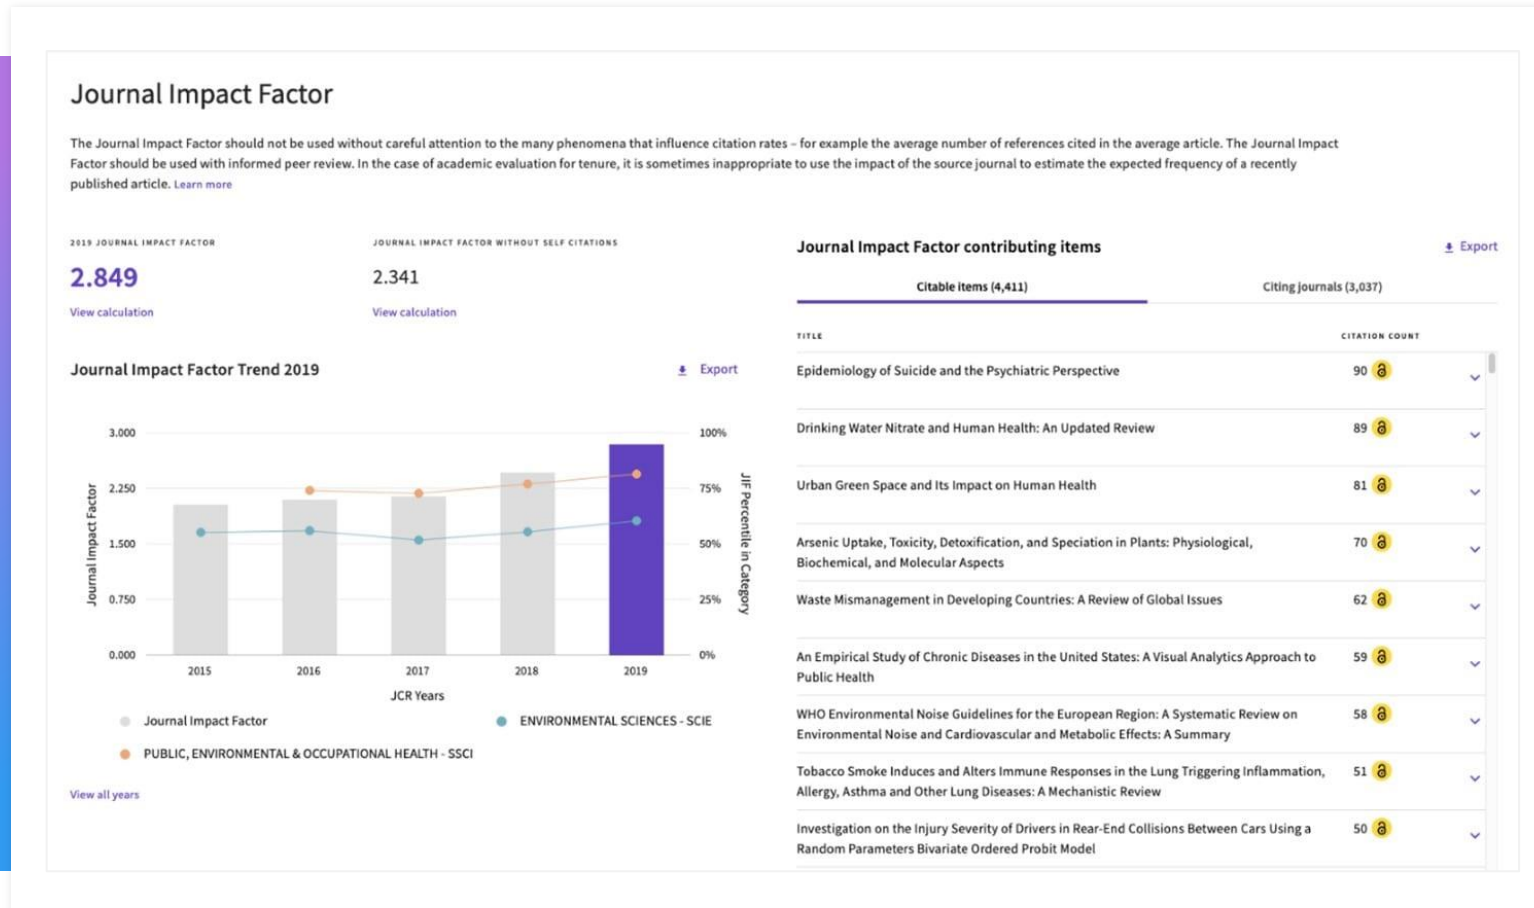 Journal Impact Factor
The Journal Impact Factor should not be used without careful attention to the many phenomena that influence citation rates – for example the average number of references cited in the average article. The Journal Impact
Factor should be used with informed peer review. In the case of academic evaluation for tenure, it is sometimes inappropriate to use the impact of the source journal to estimate the expected frequency of a recently
published article. Learn more
2019 JOURNAL IMPACT FACTOR
2.849
View calculation
JOURNAL IMPACT FACTOR WITHOUT SELF CITATIONS
2.341
View calculation
Journal Impact Factor Trend 2019
Export
3.000
2.250
1.500
0.750
0.000
Journal Impact Factor
100%
75%
50%
25%
0%
JIF Percentile in Category
2015 2016 2017 2018 2019
JCR Years
Journal Impact Factor
ENVIRONMENTAL SCIENCES - SCIE
PUBLIC, ENVIRONMENTAL & OCCUPATIONAL HEALTH - SSCI
View all years
Journal Impact Factor contributing items
Export
Citable items (4,411)
Citing journals (3,037)
TITLE CITATION COUNT
Epidemiology of Suicide and the Psychiatric Perspective 90
Drinking Water Nitrate and Human Health: An Updated Review 89
Urban Green Space and Its Impact on Human Health 81
Arsenic Uptake, Toxicity, Detoxification, and Speciation in Plants: Physiological, 70
Biochemical, and Molecular Aspects
Waste Mismanagement in Developing Countries: A Review of Global Issues 62
An Empirical Study of Chronic Diseases in the United States: A Visual Analytics Approach to 59
Public Health
WHO Environmental Noise Guidelines for the European Region: A Systematic Review on 58
Environmental Noise and Cardiovascular and Metabolic Effects: A Summary
Tobacco Smoke Induces and Alters Immune Responses in the Lung Triggering Inflammation, 51
Allergy, Asthma and Other Lung Diseases: A Mechanistic Review
Investigation on the Injury Severity of Drivers in Rear-End Collisions Between Cars Using a 50
Random Parameters Bivariate Ordered Probit Model